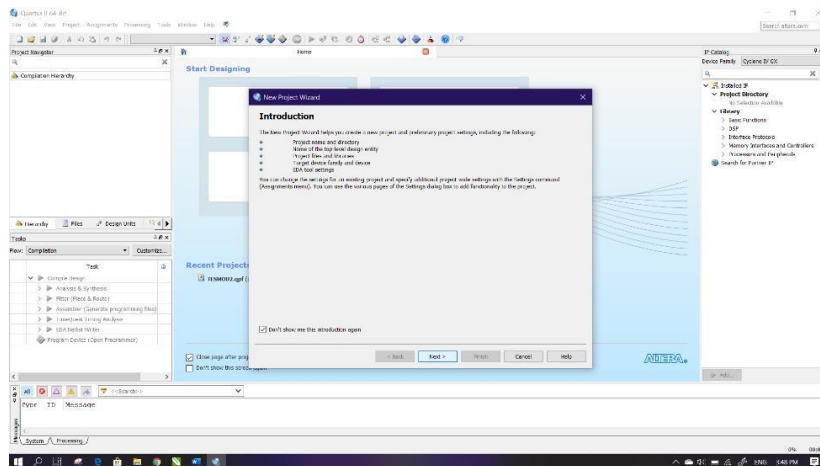 Quartus II 64-Bit
File Edit View Project Assignments Processing Tools Window Help
Search altera.com
Project Navigator
Compilation Hierarchy
Hierarchy Files Design Units
Tasks
Flow: Compilation Customize...
Task
Compile Design
Analysis & Synthesis
Fitter (Place & Route)
Assembler (Generate programming files)
TimeQuest Timing Analysis
EDA Netlist Writer
Program Device (Open Programmer)
Home
Start Designing
Recent Projects
Close page after proj
Don't show this screen again
ALTERA
New Project Wizard
Introduction
The New Project Wizard helps you create a new project and preliminary project settings, including the following:
Project name and directory
Name of the top-level design entity
Project files and libraries
Target device family and device
EDA tool settings
You can change the settings for an existing project and specify additional project-wide settings with the Settings command
(Assignments menu). You can use the various pages of the Settings dialog box to add functionality to the project.
Don't show me this introduction again
< Back Next > Finish Cancel Help
IP Catalog
Device Family Cyclone IV GX
Installed IP
Project Directory
No Selection Available
Library
Basic Functions
DSP
Interface Protocols
Memory Interfaces and Controllers
Processors and Peripherals
Search for Partner IP
Add...
All <<Search>>
Type ID Message
Messages
System Processing
0%
ENG 3:48 PM